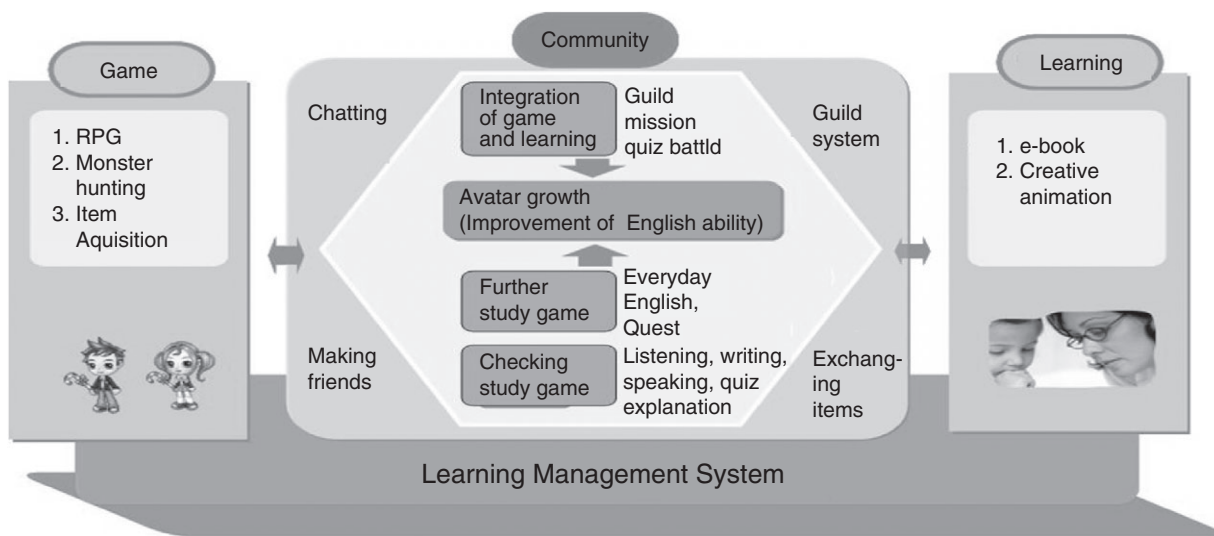 Game
1. RPG
2. Monster
hunting
3. Item
Aquisition
Community
Chatting
Integration
of game
and learning
Guild
mission
quiz battld
Guild
system
Avatar growth
(Improvement of English ability)
Further
study game
Everyday
English,
Quest
Making
friends
Checking
study game
Listening, writing,
speaking, quiz
explanation
Exchang-
ing
items
Learning
1. e-book
2. Creative
animation
Learning Management System